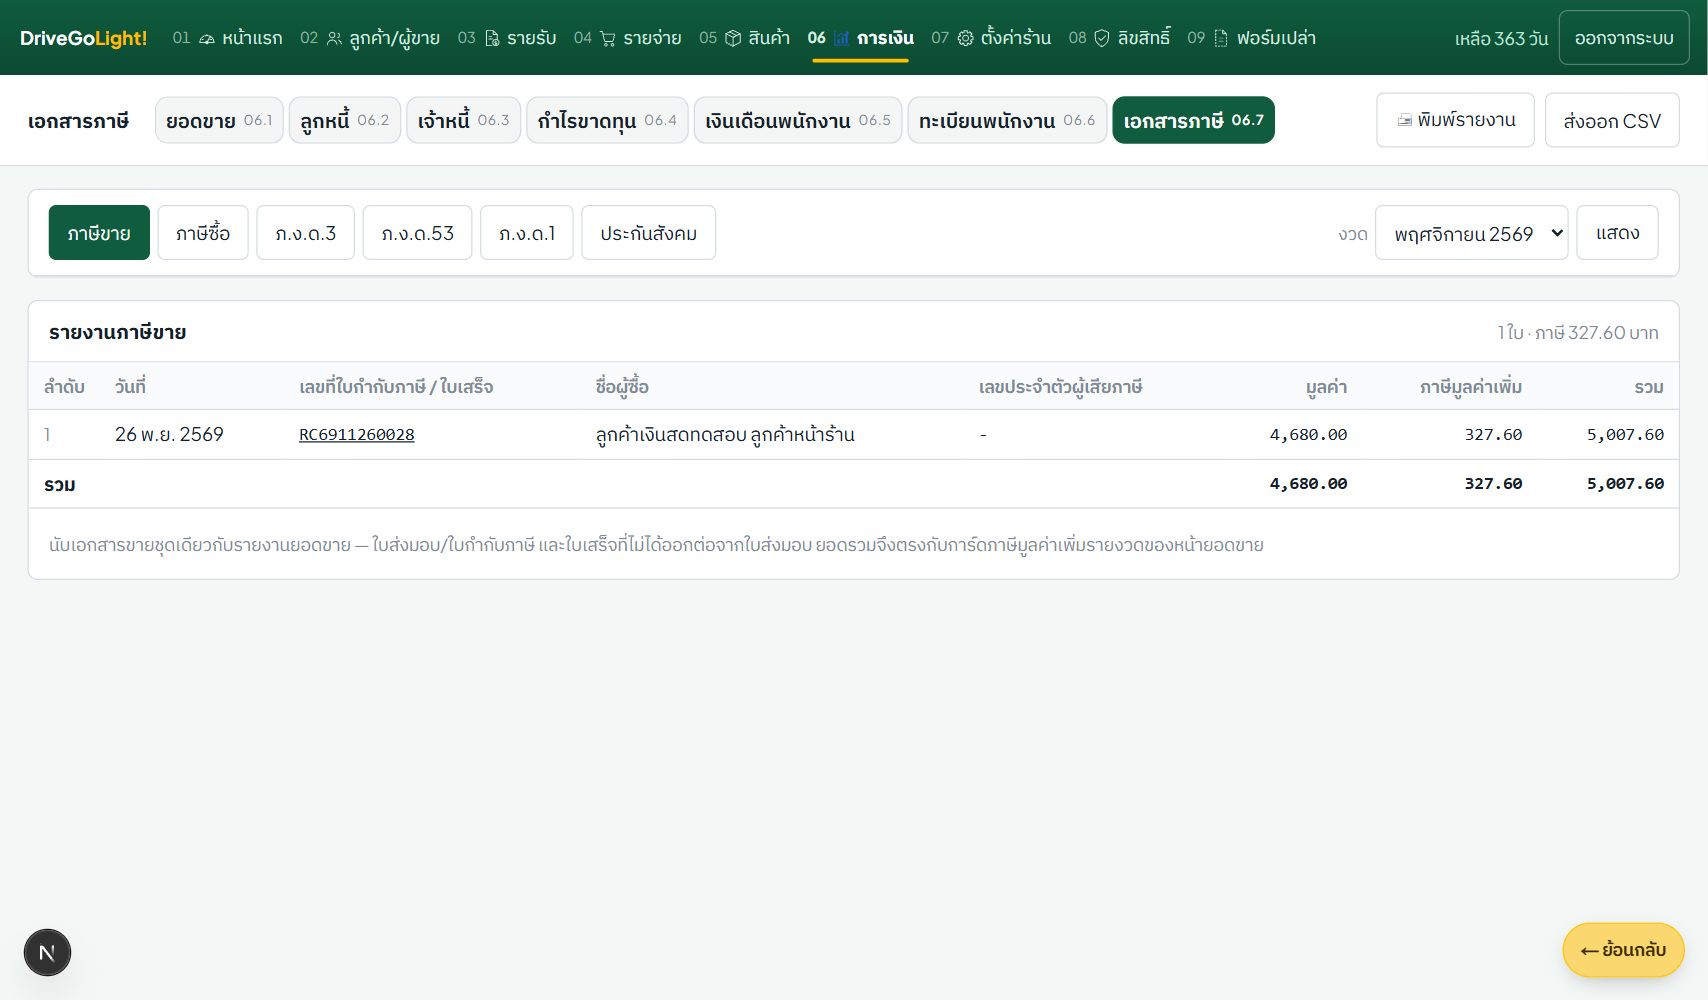 DriveGoLight! 01 หน้าแรก 02 ลูกค้า/ผู้ขาย 03 รายรับ 04 รายจ่าย 05 สินค้า 06 การเงิน 07 ตั้งค่าร้าน 08 ลิขสิทธิ์ 09 ฟอร์มเปล่า เหลือ 363 วัน ออกจากระบบ
เอกสารภาษี ยอดขาย 06.1 ลูกหนี้ 06.2 เจ้าหนี้ 06.3 กำไรขาดทุน 06.4 เงินเดือนพนักงาน 06.5 ทะเบียนพนักงาน 06.6 เอกสารภาษี 06.7 พิมพ์รายงาน ส่งออก CSV
ภาษีขาย ภาษีซื้อ ภ.ง.ด.3 ภ.ง.ด.53 ภ.ง.ด.1 ประกันสังคม งวด พฤศจิกายน 2569 แสดง
รายงานภาษีขาย 1 ใบ · ภาษี 327.60 บาท
ลำดับ วันที่ เลขที่ใบกำกับภาษี / ใบเสร็จ ชื่อผู้ซื้อ เลขประจำตัวผู้เสียภาษี มูลค่า ภาษีมูลค่าเพิ่ม รวม
1 26 พ.ย. 2569 RC6911260028 ลูกค้าเงินสดทดสอบ ลูกค้าหน้าร้าน - 4,680.00 327.60 5,007.60
รวม 4,680.00 327.60 5,007.60
นับเอกสารขายชุดเดียวกับรายงานยอดขาย — ใบส่งมอบ/ใบกำกับภาษี และใบเสร็จที่ไม่ได้ออกต่อจากใบส่งมอบ ยอดรวมจึงตรงกับการ์ดภาษีมูลค่าเพิ่มรายงวดของหน้ายอดขาย
N ← ย้อนกลับ